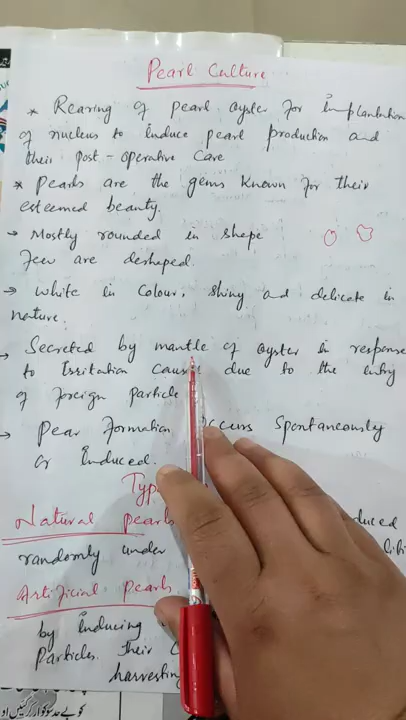 Pearl Culture
* Rearing of pearl oyster for implantation
of nucleus to induce pearl production and
their post-operative care
* Pearls are the gems known for their
esteemed beauty.
→ Mostly rounded in shape
Few are deshaped.
→ White in colour, shiny and delicate in
nature.
→ Secreted by mantle of oyster in response
to Irritation due to the entry
of foreign particle
→ Pear Formation Occurs Spontaneously
or induced.
Natural pearls
randomly under
Artificial pearls
by inducing
Particles. Their
harvesting